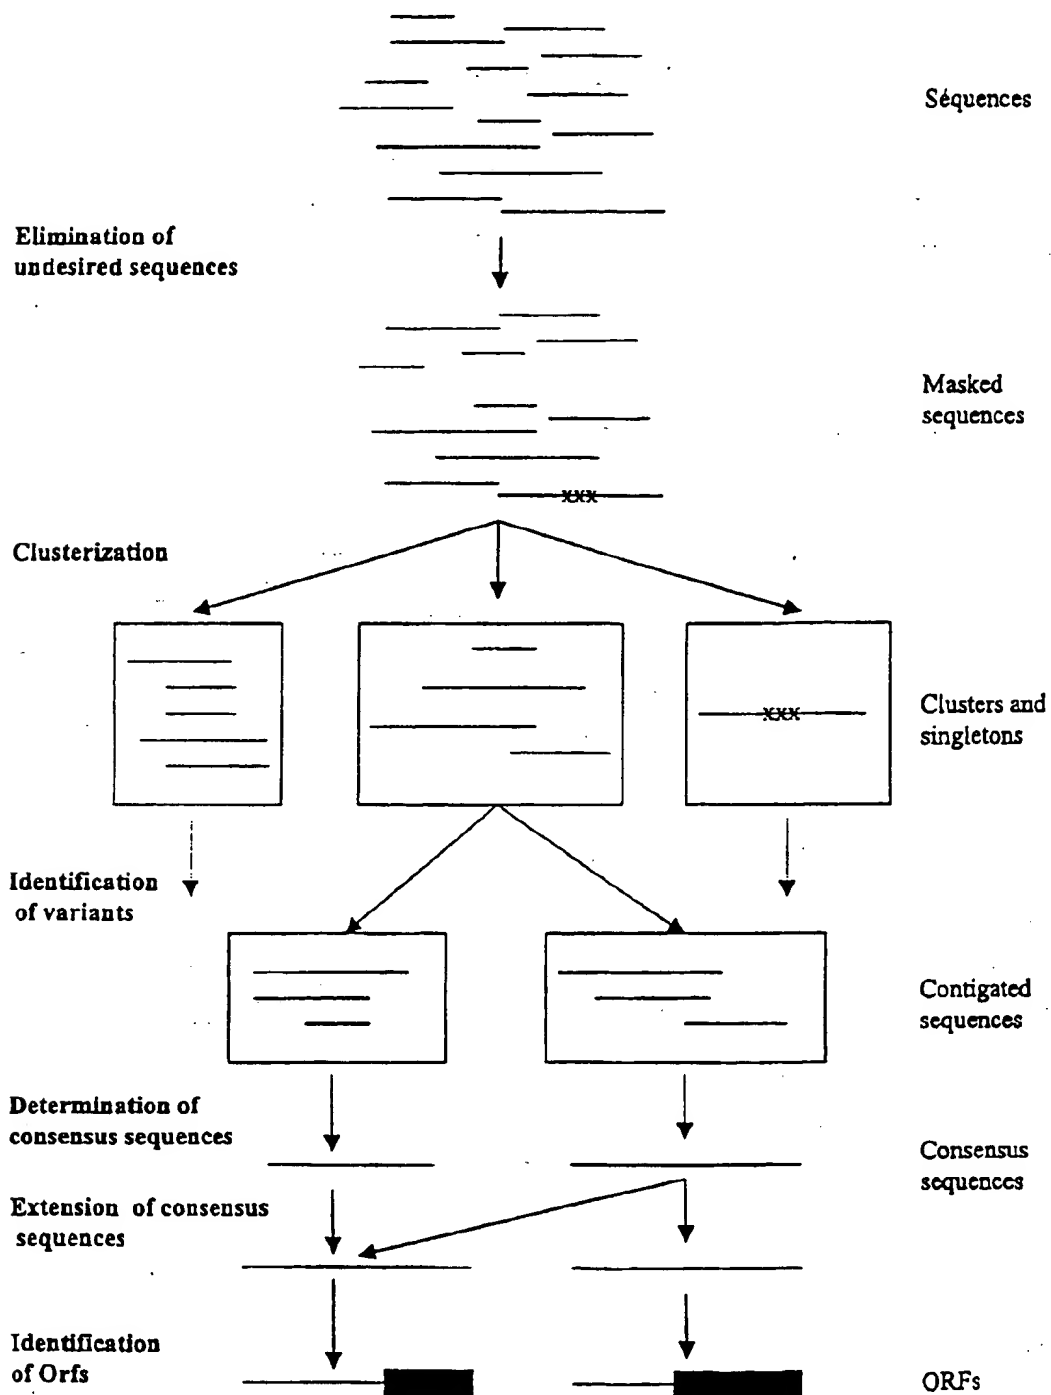 Séquences
Elimination of
undesired sequences
Masked
sequences
xxx
Clusterization
Clusters and
singletons
xxx
Identification
of variants
Contigated
sequences
Determination of
consensus sequences
Consensus
sequences
Extension of consensus
sequences
Identification
of Orfs
ORFs